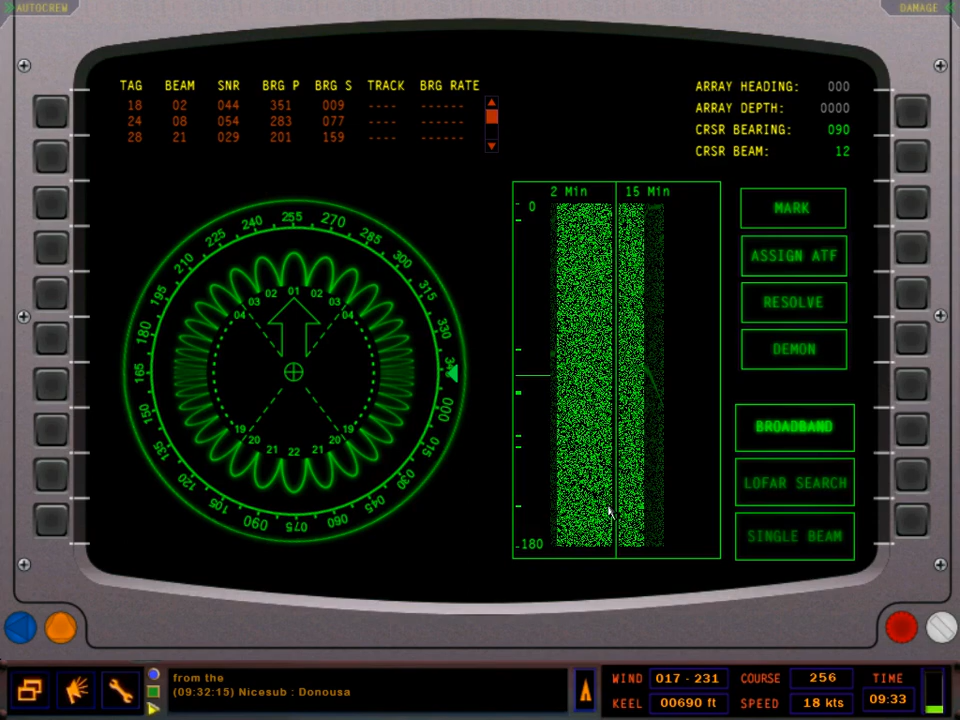 AUTOCREW
DAMAGE
TAG BEAM SNR BRG P BRG S TRACK BRG RATE
18 02 044 351 009 ---- ------
24 08 054 283 077 ---- ------
28 21 029 201 159 ---- ------
ARRAY HEADING: 000
ARRAY DEPTH: 0000
CRSR BEARING: 090
CRSR BEAM: 12
2 Min 15 Min
0
180
255 270 285 300 315 330 000 015 030 045 060 075 090 105 120 135 150 165 180 195 210 225 240
01 02 03 04
02 03 04
19 20 21 22 21 20 19
MARK
ASSIGN ATF
RESOLVE
DEMON
BROADBAND
LOFAR SEARCH
SINGLE BEAM
from the
(09:32:15) Nicesub : Donousa
WIND 017 - 231
KEEL 00690 ft
COURSE 256
SPEED 18 kts
TIME
09:33